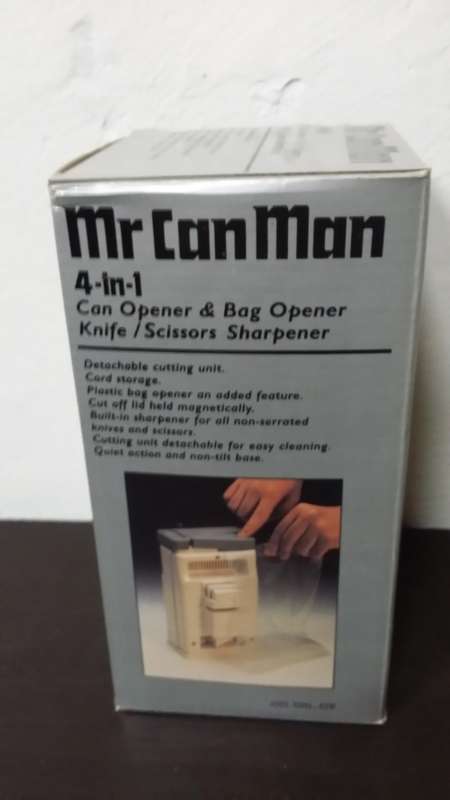 Mr Can Man
4-in-1
Can Opener & Bag Opener
Knife / Scissors Sharpener
Detachable cutting unit.
Cord storage.
Plastic bag opener an added feature.
Cut off lid held magnetically.
Built-in sharpener for all non-serrated
knives and scissors.
Cutting unit detachable for easy cleaning.
Quiet action and non-tilt base.